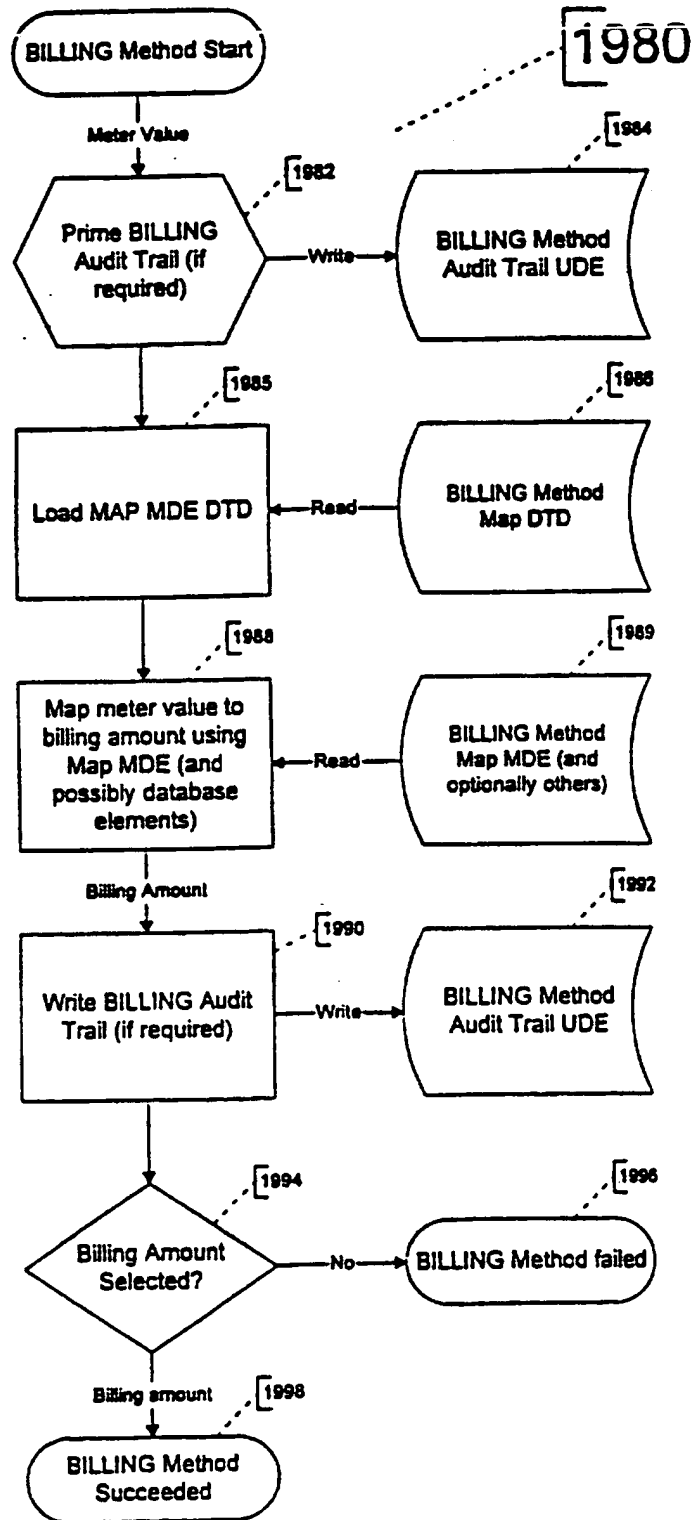 BILLING Method Start
1980
Meter Value
1984
1982
Prime BILLING
Audit Trail (if
required)
Write
BILLING Method
Audit Trail UDE
1985
1986
Load MAP MDE DTD
Read
BILLING Method
Map DTD
1988
1989
Map meter value to
billing amount using
Map MDE (and
possibly database
elements)
Read
BILLING Method
Map MDE (and
optionally others)
Billing Amount
1992
1990
Write BILLING Audit
Trail (if required)
Write
BILLING Method
Audit Trail UDE
1994
1996
Billing Amount
Selected?
No
BILLING Method failed
Billing amount
1998
BILLING Method
Succeeded